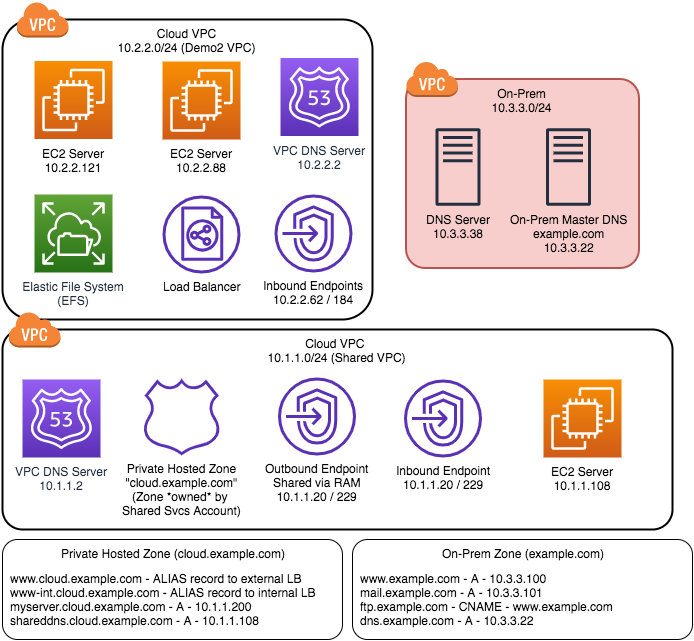 VPC
Cloud VPC
10.2.2.0/24 (Demo2 VPC)
EC2 Server
10.2.2.121
EC2 Server
10.2.2.88
53
VPC DNS Server
10.2.2.2
Elastic File System
(EFS)
Load Balancer
Inbound Endpoints
10.2.2.62 / 184
VPC
On-Prem
10.3.3.0/24
DNS Server
10.3.3.38
On-Prem Master DNS
example.com
10.3.3.22
VPC
Cloud VPC
10.1.1.0/24 (Shared VPC)
53
VPC DNS Server
10.1.1.2
Private Hosted Zone
"cloud.example.com"
(Zone *owned* by
Shared Svcs Account)
Outbound Endpoint
Shared via RAM
10.1.1.20 / 229
Inbound Endpoint
10.1.1.20 / 229
EC2 Server
10.1.1.108
Private Hosted Zone (cloud.example.com)
www.cloud.example.com - ALIAS record to external LB
www-int.cloud.example.com - ALIAS record to internal LB
myserver.cloud.example.com - A - 10.1.1.200
shareddns.cloud.example.com - A - 10.1.1.108
On-Prem Zone (example.com)
www.example.com - A - 10.3.3.100
mail.example.com - A - 10.3.3.101
ftp.example.com - CNAME - www.example.com
dns.example.com - A - 10.3.3.22